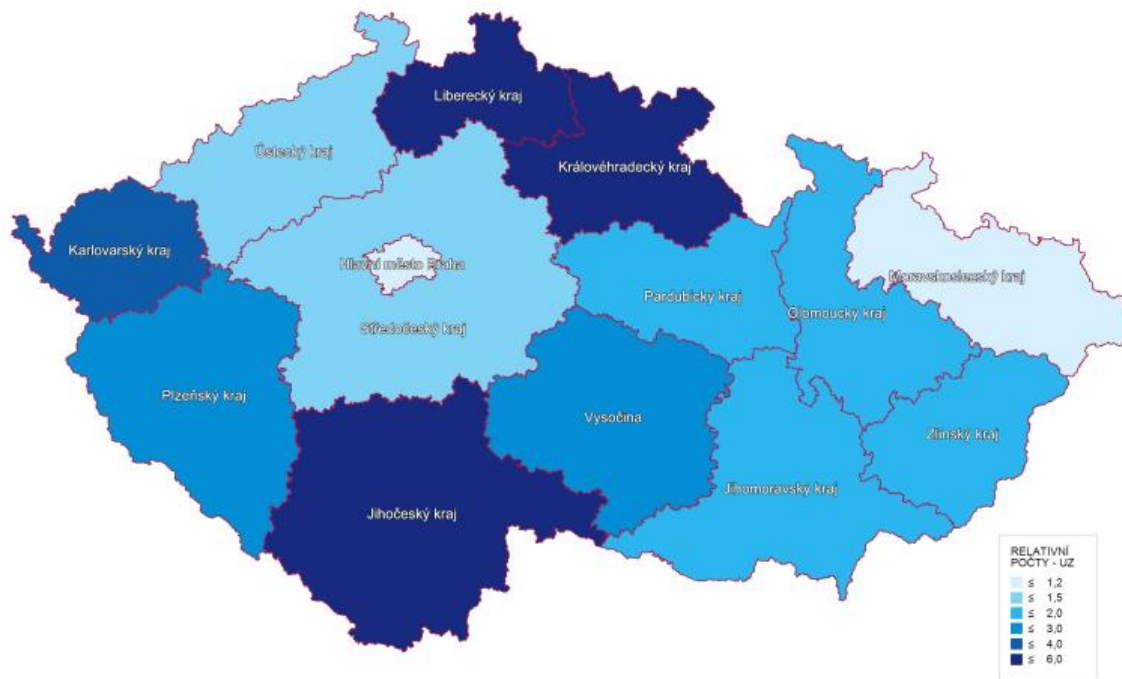 Liberecký kraj
Ústecký kraj
Královéhradecký kraj
Karlovarský kraj
Hlavní město Praha
Moravskoslezský kraj
Pardubický kraj
Olomoucký kraj
Středočeský kraj
Plzeňský kraj
Vysočina
Zlínský kraj
Jihomoravský kraj
Jihočeský kraj
RELATIVNÍ
POČTY - UZ
≤ 1,2
≤ 1,5
≤ 2,0
≤ 3,0
≤ 4,0
≤ 6,0